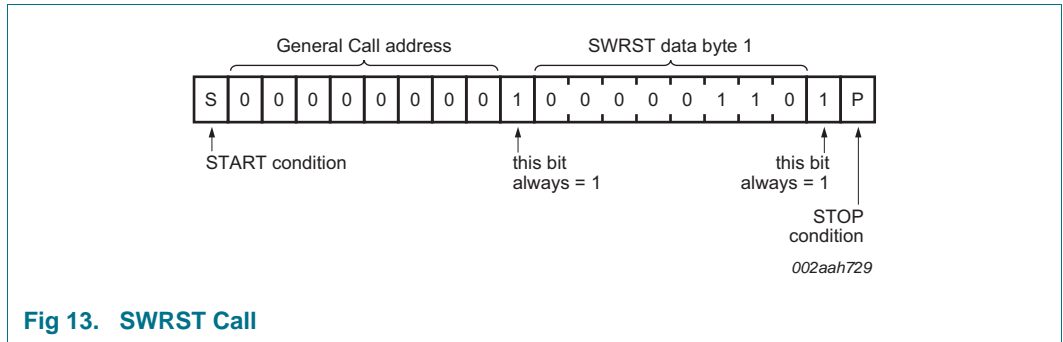 General Call address
SWRST data byte 1
S 0 0 0 0 0 0 0 0 1 0 0 0 0 0 1 1 0 1 P
START condition
this bit
always = 1
this bit
always = 1
STOP
condition
002aah729
Fig 13. SWRST Call